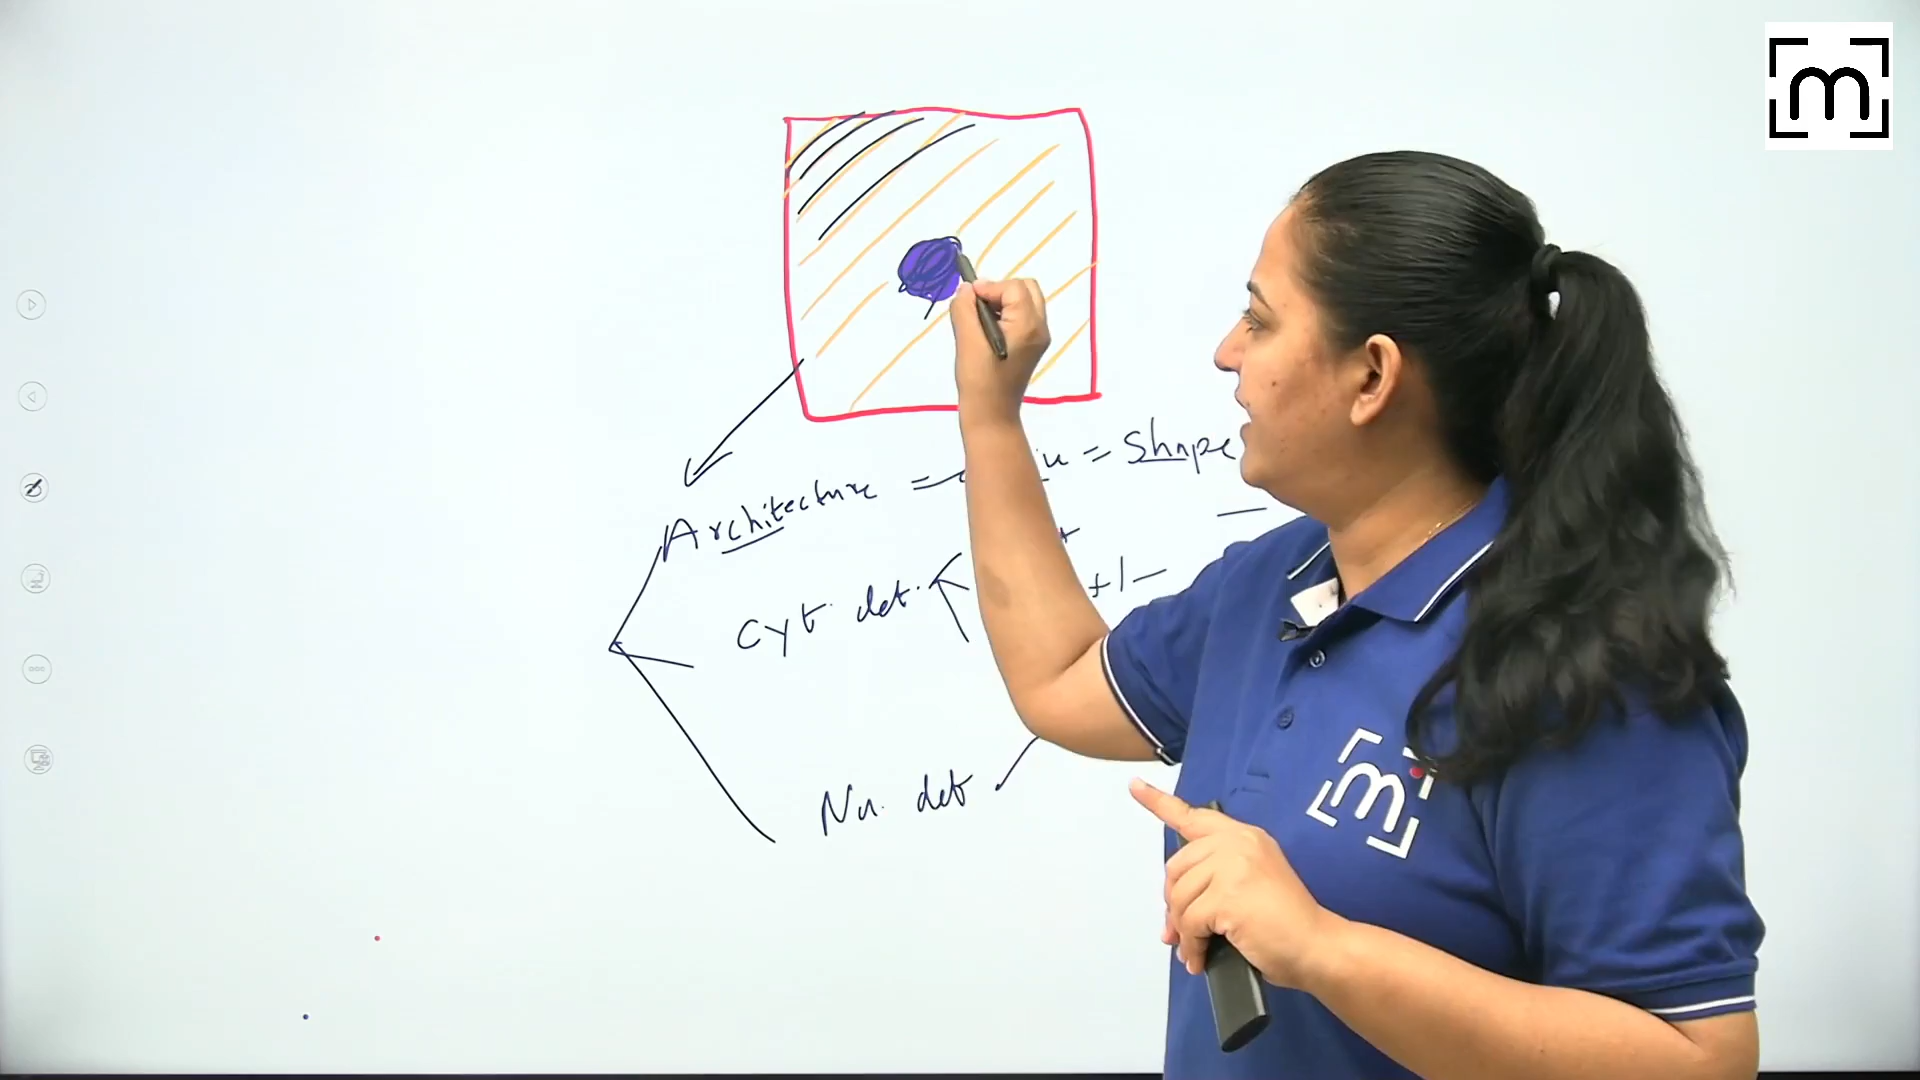 m
Architecture = = Shape
Cyt. det.
+/-
Nu. det
m